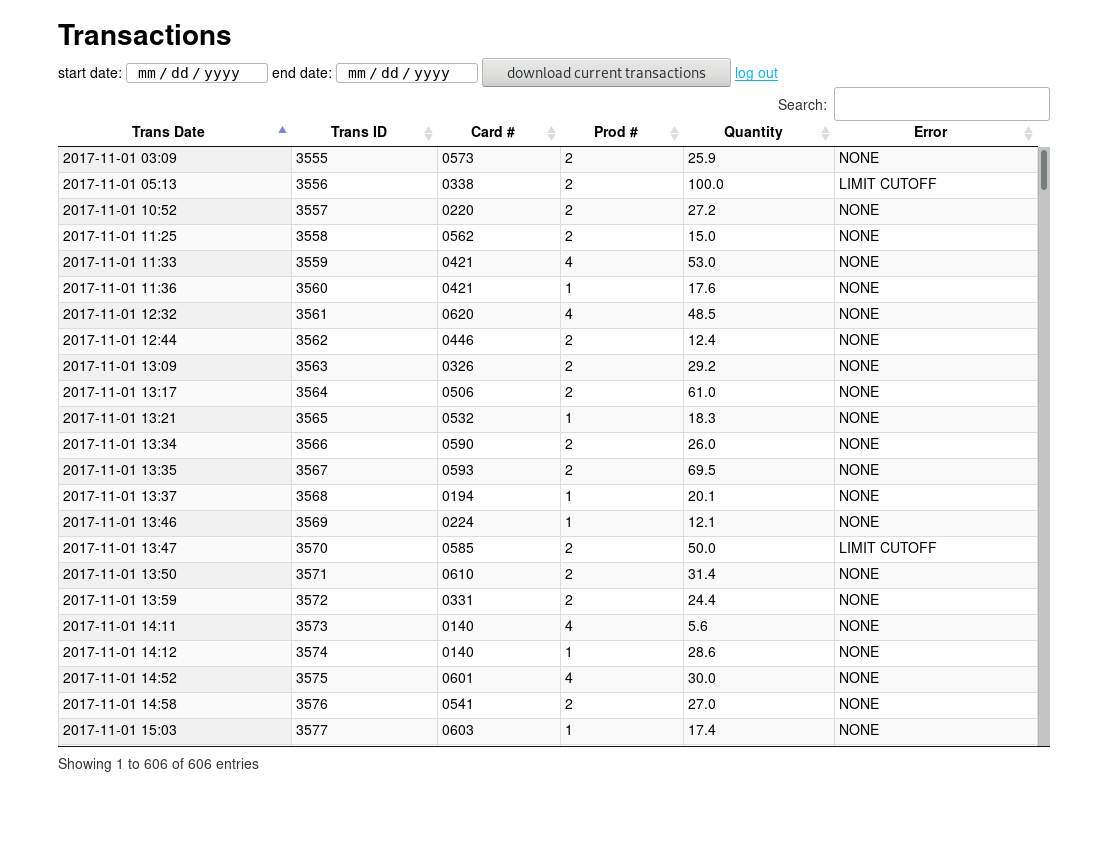 Transactions
start date: mm / dd / yyyy end date: mm / dd / yyyy download current transactions log out
Search:
Trans Date Trans ID Card # Prod # Quantity Error
2017-11-01 03:09 3555 0573 2 25.9 NONE
2017-11-01 05:13 3556 0338 2 100.0 LIMIT CUTOFF
2017-11-01 10:52 3557 0220 2 27.2 NONE
2017-11-01 11:25 3558 0562 2 15.0 NONE
2017-11-01 11:33 3559 0421 4 53.0 NONE
2017-11-01 11:36 3560 0421 1 17.6 NONE
2017-11-01 12:32 3561 0620 4 48.5 NONE
2017-11-01 12:44 3562 0446 2 12.4 NONE
2017-11-01 13:09 3563 0326 2 29.2 NONE
2017-11-01 13:17 3564 0506 2 61.0 NONE
2017-11-01 13:21 3565 0532 1 18.3 NONE
2017-11-01 13:34 3566 0590 2 26.0 NONE
2017-11-01 13:35 3567 0593 2 69.5 NONE
2017-11-01 13:37 3568 0194 1 20.1 NONE
2017-11-01 13:46 3569 0224 1 12.1 NONE
2017-11-01 13:47 3570 0585 2 50.0 LIMIT CUTOFF
2017-11-01 13:50 3571 0610 2 31.4 NONE
2017-11-01 13:59 3572 0331 2 24.4 NONE
2017-11-01 14:11 3573 0140 4 5.6 NONE
2017-11-01 14:12 3574 0140 1 28.6 NONE
2017-11-01 14:52 3575 0601 4 30.0 NONE
2017-11-01 14:58 3576 0541 2 27.0 NONE
2017-11-01 15:03 3577 0603 1 17.4 NONE
Showing 1 to 606 of 606 entries